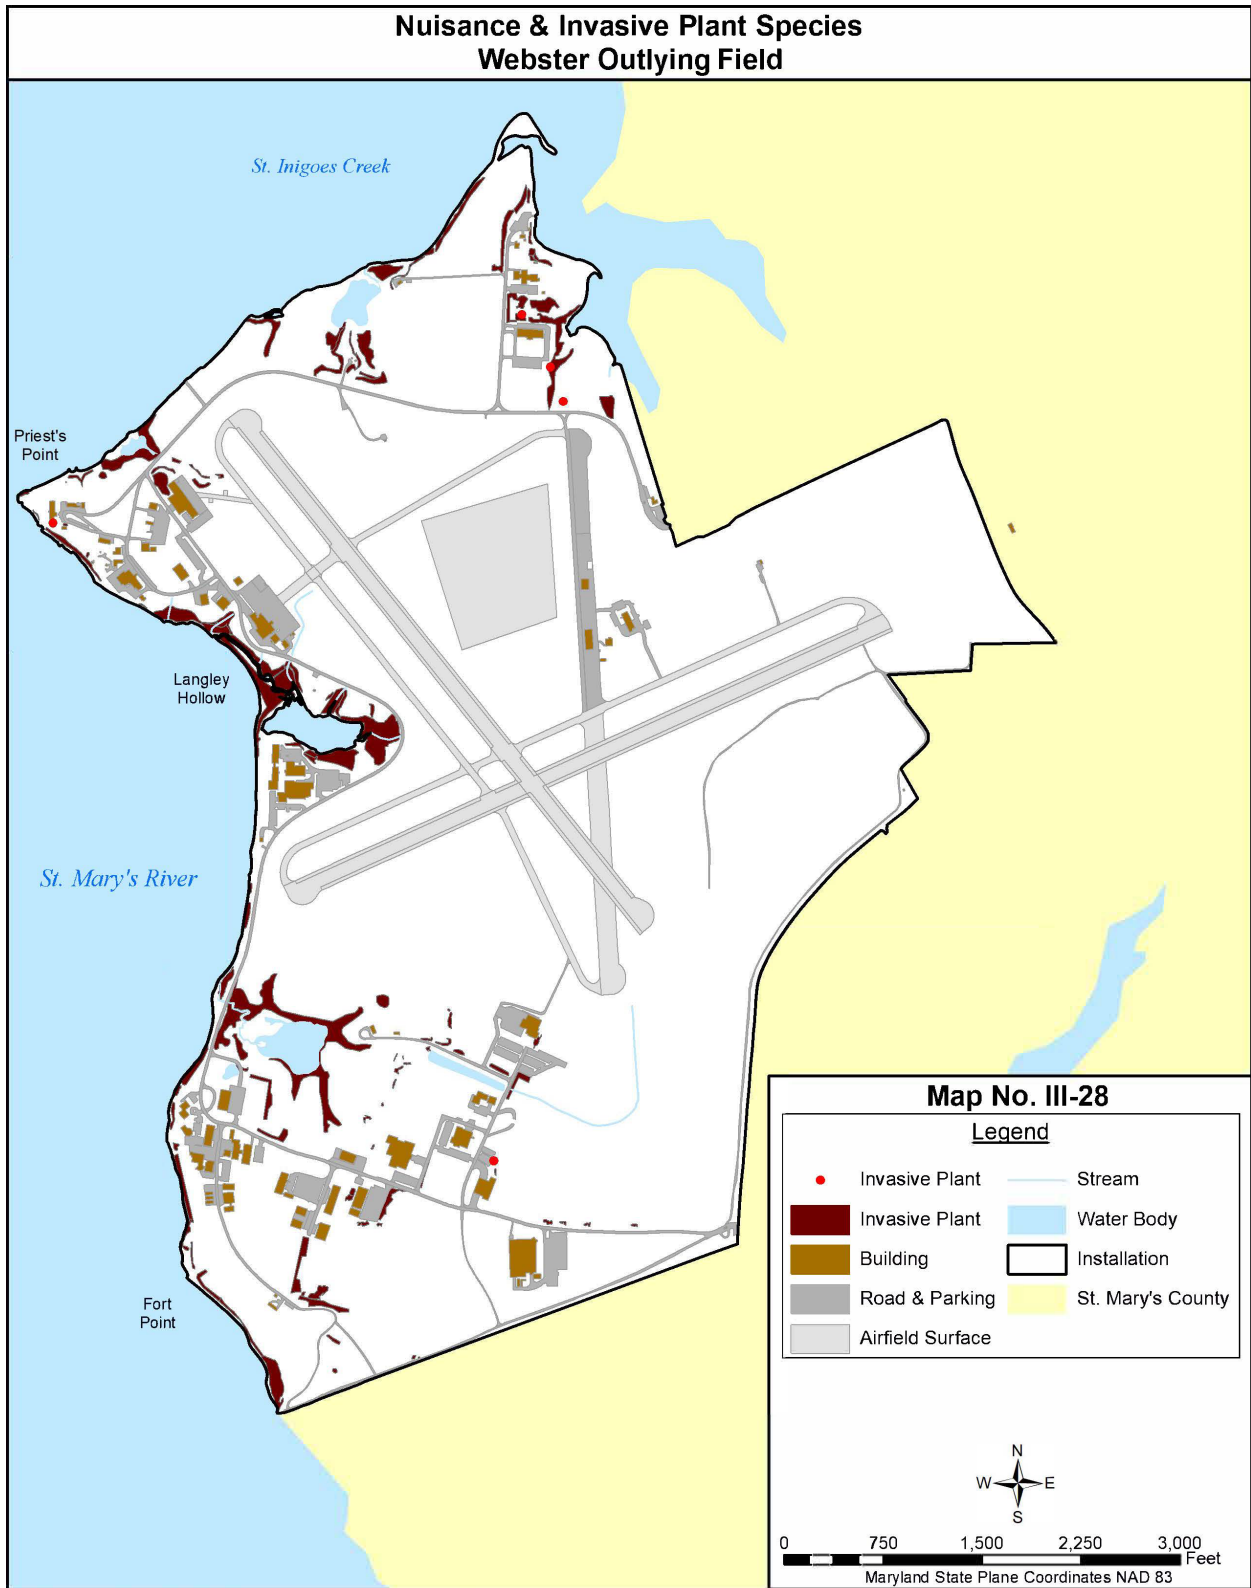 Nuisance & Invasive Plant Species
Webster Outlying Field
St. Inigoes Creek
Priest's
Point
Langley
Hollow
St. Mary's River
Fort
Point
Map No. III-28
Legend
Invasive Plant
Stream
Invasive Plant
Water Body
Building
Installation
Road & Parking
St. Mary's County
Airfield Surface
N
W E
S
0 750 1,500 2,250 3,000
Feet
Maryland State Plane Coordinates NAD 83